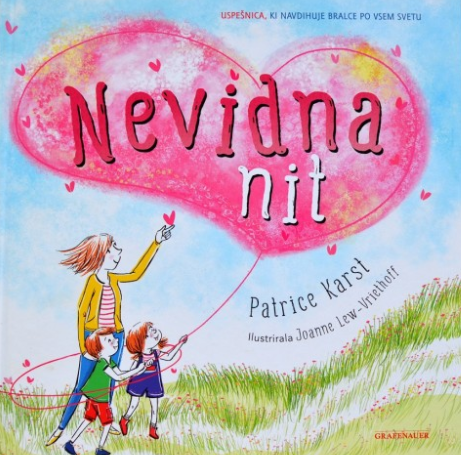 USPEŠNICA, KI NAVDIHUJE BRALCE PO VSEM SVETU
Nevidna
nit
Patrice Karst
Ilustrirala Joanne Lew-Vriethoff
GRAFENAUER